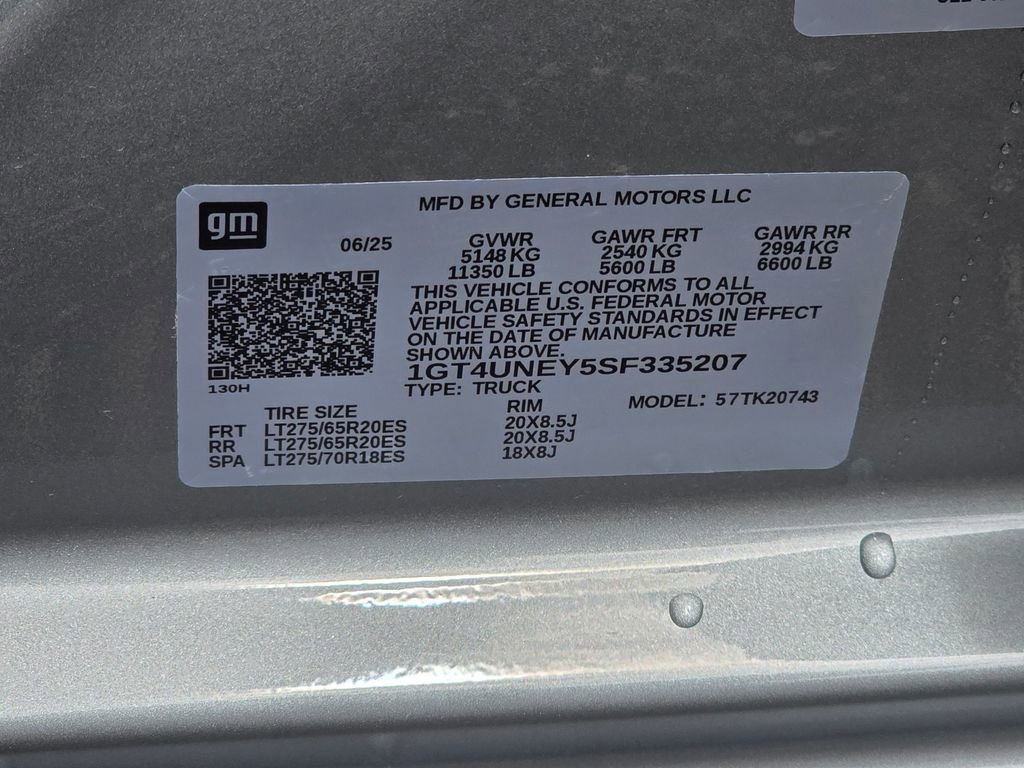 MFD BY GENERAL MOTORS LLC
gm
06/25
GVWR GAWR FRT GAWR RR
5148 KG 2540 KG 2994 KG
11350 LB 5600 LB 6600 LB
THIS VEHICLE CONFORMS TO ALL
APPLICABLE U.S. FEDERAL MOTOR
VEHICLE SAFETY STANDARDS IN EFFECT
ON THE DATE OF MANUFACTURE
SHOWN ABOVE.
1GT4UNEY5SF335207
130H
TYPE: TRUCK
MODEL: 57TK20743
TIRE SIZE RIM
FRT LT275/65R20ES 20X8.5J
RR LT275/65R20ES 20X8.5J
SPA LT275/70R18ES 18X8J